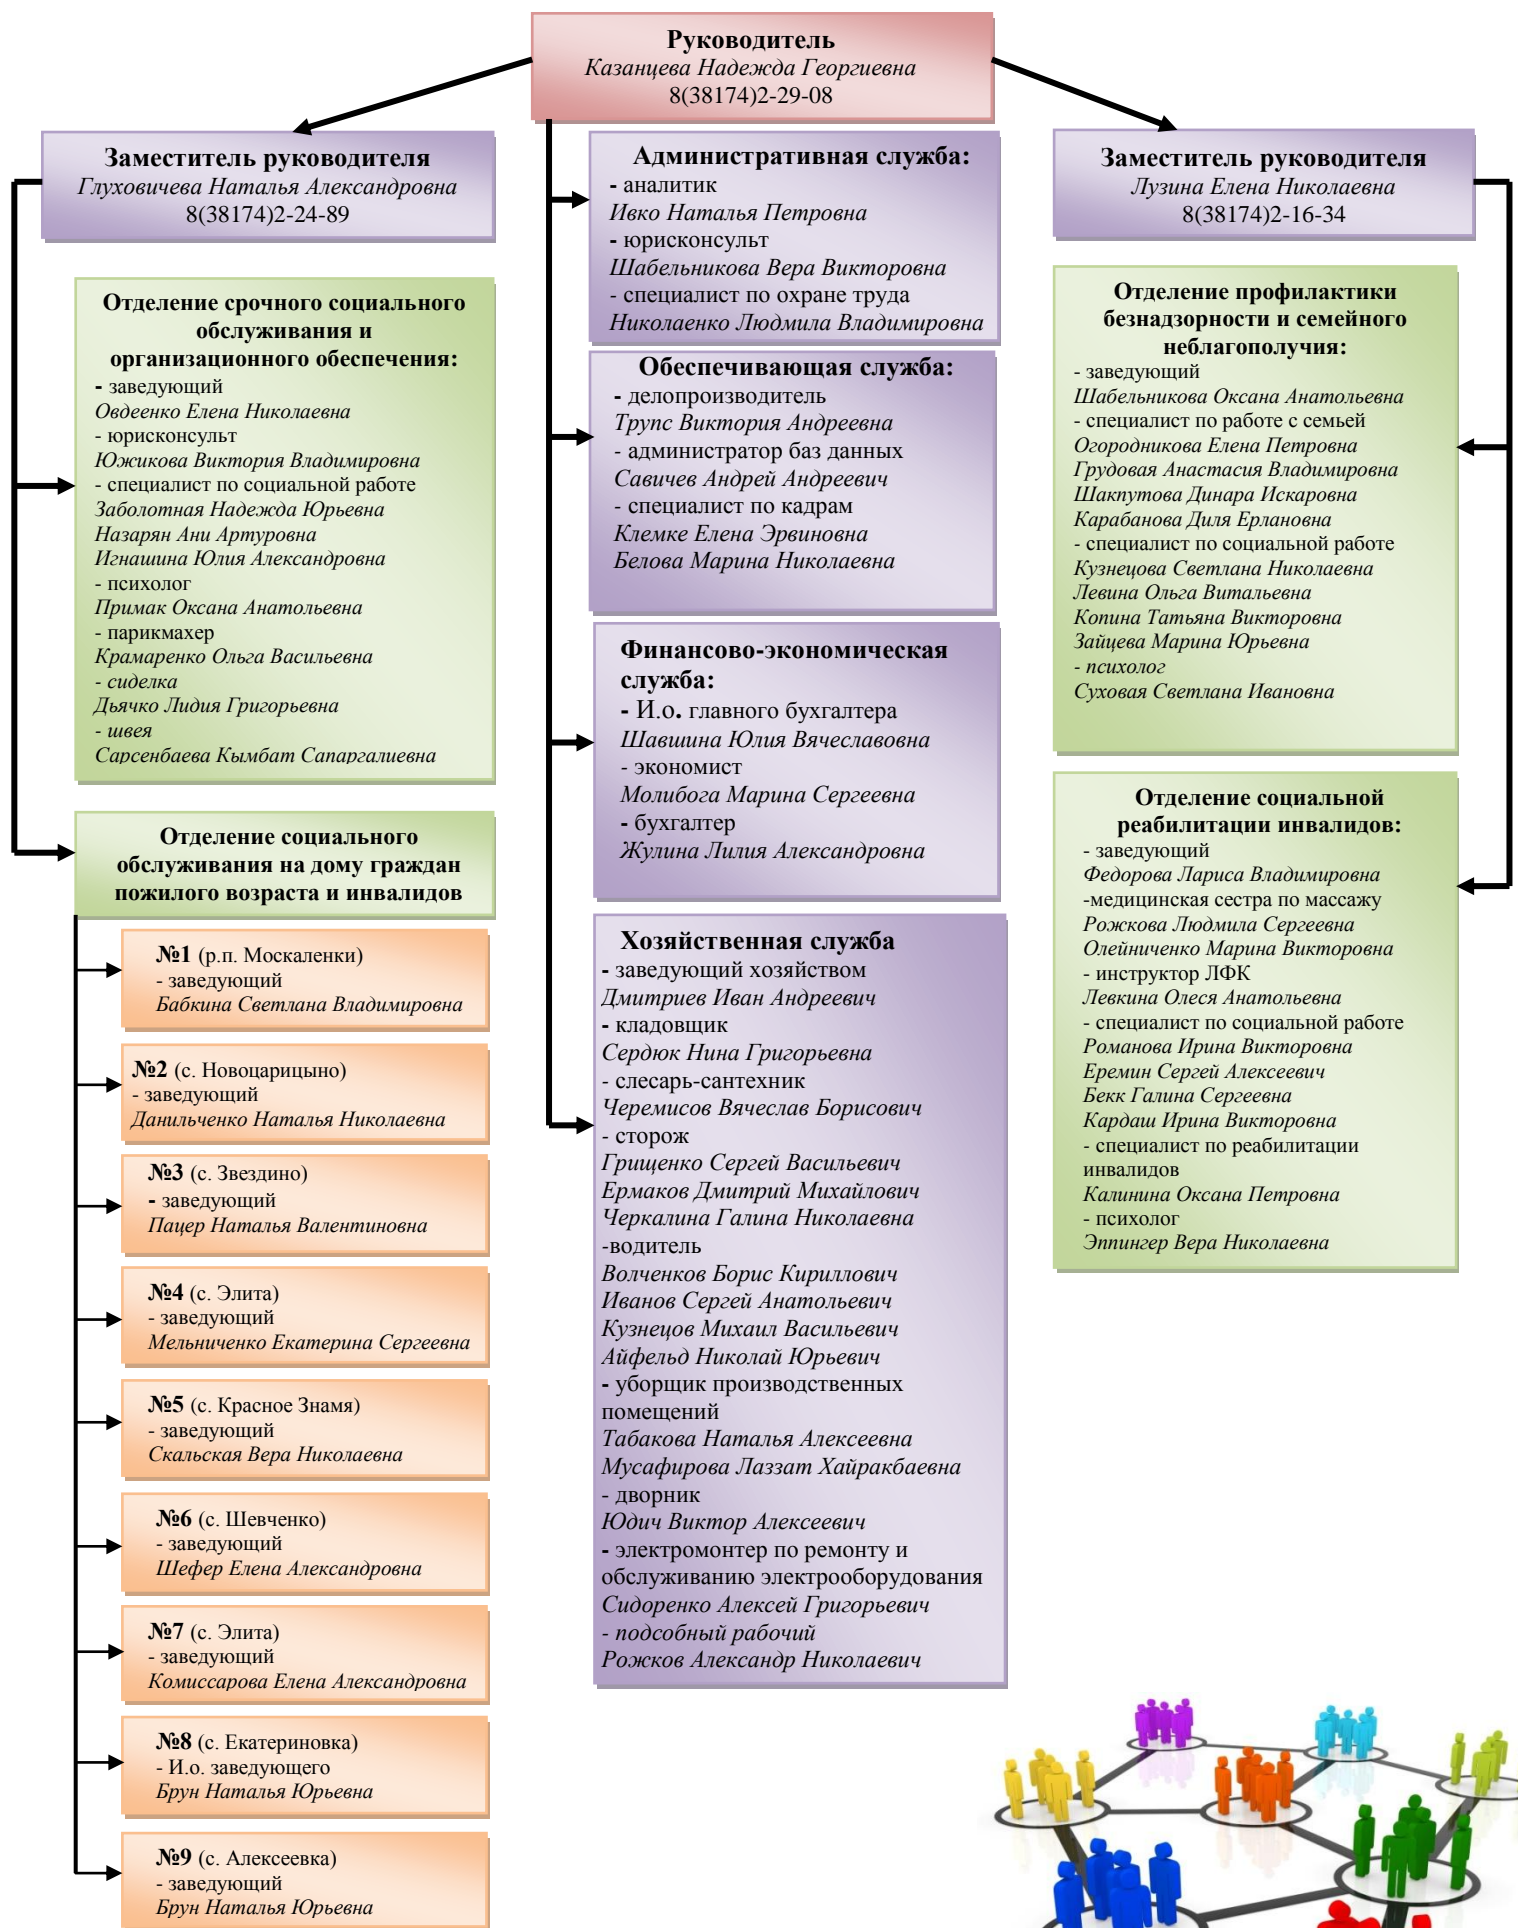 Руководитель
Казанцева Надежда Георгиевна
8(38174)2-29-08
Заместитель руководителя
Глуховичева Наталья Александровна
8(38174)2-24-89
Отделение срочного социального
обслуживания и
организационного обеспечения:
- заведующий
Овдеенко Елена Николаевна
- юрисконсульт
Южикова Виктория Владимировна
- специалист по социальной работе
Заболотная Надежда Юрьевна
Назарян Ани Артуровна
Игнашина Юлия Александровна
- психолог
Примак Оксана Анатольевна
- парикмахер
Крамаренко Ольга Васильевна
- сиделка
Дьячко Лидия Григорьевна
- швея
Сарсенбаева Кымбат Сапаргалиевна
Отделение социального
обслуживания на дому граждан
пожилого возраста и инвалидов
№1 (р.п. Москаленки)
- заведующий
Бабкина Светлана Владимировна
№2 (с. Новоцарицыно)
- заведующий
Данильченко Наталья Николаевна
№3 (с. Звездино)
- заведующий
Пацер Наталья Валентиновна
№4 (с. Элита)
- заведующий
Мельниченко Екатерина Сергеевна
№5 (с. Красное Знамя)
- заведующий
Скальская Вера Николаевна
№6 (с. Шевченко)
- заведующий
Шефер Елена Александровна
№7 (с. Элита)
- заведующий
Комиссарова Елена Александровна
№8 (с. Екатериновка)
- И.о. заведующего
Брун Наталья Юрьевна
№9 (с. Алексеевка)
- заведующий
Брун Наталья Юрьевна
Административная служба:
- аналитик
Ивко Наталья Петровна
- юрисконсульт
Шабельникова Вера Викторовна
- специалист по охране труда
Николаенко Людмила Владимировна
Обеспечивающая служба:
- делопроизводитель
Трупс Виктория Андреевна
- администратор баз данных
Савичев Андрей Андреевич
- специалист по кадрам
Клемке Елена Эрвиновна
Белова Марина Николаевна
Финансово-экономическая
служба:
- И.о. главного бухгалтера
Шавшина Юлия Вячеславовна
- экономист
Молибога Марина Сергеевна
- бухгалтер
Жулина Лилия Александровна
Хозяйственная служба
- заведующий хозяйством
Дмитриев Иван Андреевич
- кладовщик
Сердюк Нина Григорьевна
- слесарь-сантехник
Черемисов Вячеслав Борисович
- сторож
Грищенко Сергей Васильевич
Ермаков Дмитрий Михайлович
Черкалина Галина Николаевна
-водитель
Волченков Борис Кириллович
Иванов Сергей Анатольевич
Кузнецов Михаил Васильевич
Айфельд Николай Юрьевич
- уборщик производственных
помещений
Табакова Наталья Алексеевна
Мусафирова Лаззат Хайракбаевна
- дворник
Юдич Виктор Алексеевич
- электромонтер по ремонту и
обслуживанию электрооборудования
Сидоренко Алексей Григорьевич
- подсобный рабочий
Рожков Александр Николаевич
Заместитель руководителя
Лузина Елена Николаевна
8(38174)2-16-34
Отделение профилактики
безнадзорности и семейного
неблагополучия:
- заведующий
Шабельникова Оксана Анатольевна
- специалист по работе с семьей
Огородникова Елена Петровна
Грудовая Анастасия Владимировна
Шакпутова Динара Искаровна
Карабанова Диля Ерлановна
- специалист по социальной работе
Кузнецова Светлана Николаевна
Левина Ольга Витальевна
Копина Татьяна Викторовна
Зайцева Марина Юрьевна
- психолог
Суховая Светлана Ивановна
Отделение социальной
реабилитации инвалидов:
- заведующий
Федорова Лариса Владимировна
-медицинская сестра по массажу
Рожкова Людмила Сергеевна
Олейниченко Марина Викторовна
- инструктор ЛФК
Левкина Олеся Анатольевна
- специалист по социальной работе
Романова Ирина Викторовна
Еремин Сергей Алексеевич
Бекк Галина Сергеевна
Кардаш Ирина Викторовна
- специалист по реабилитации
инвалидов
Калинина Оксана Петровна
- психолог
Эппингер Вера Николаевна